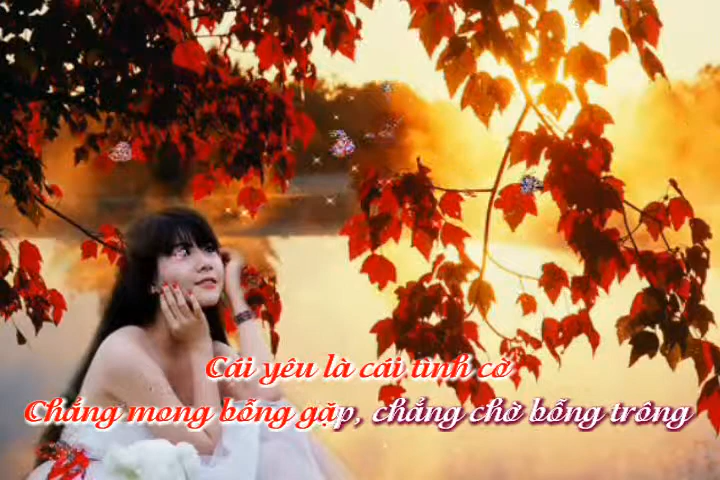 Cái yêu là cái tình cờ
Chẳng mong bỗng gặp, chẳng chờ bỗng trông